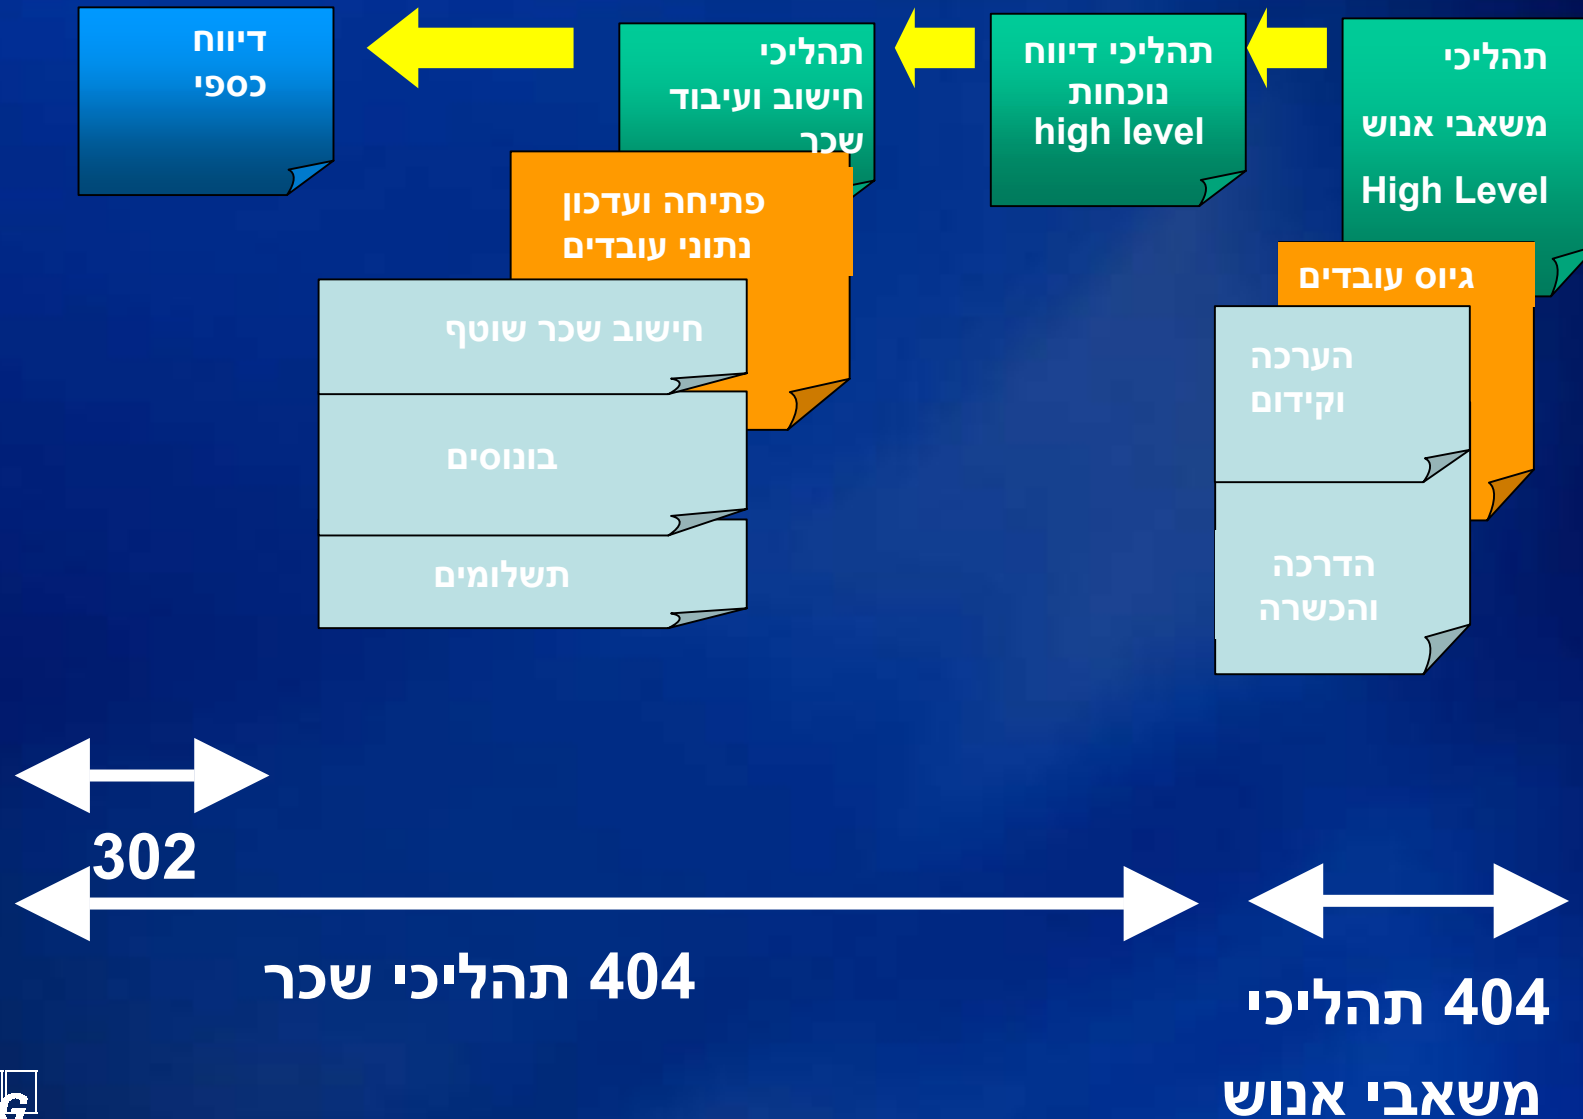 תהליכי
משאבי אנוש
High Level
תהליכי דיווח
נוכחות
high level
תהליכי
חישוב ועיבוד
שכר
דיווח
כספי
גיוס עובדים
הערכה
וקידום
הדרכה
והכשרה
פתיחה ועדכון
נתוני עובדים
חישוב שכר שוטף
בונוסים
תשלומים
302
404 תהליכי שכר
404 תהליכי
משאבי אנוש
G